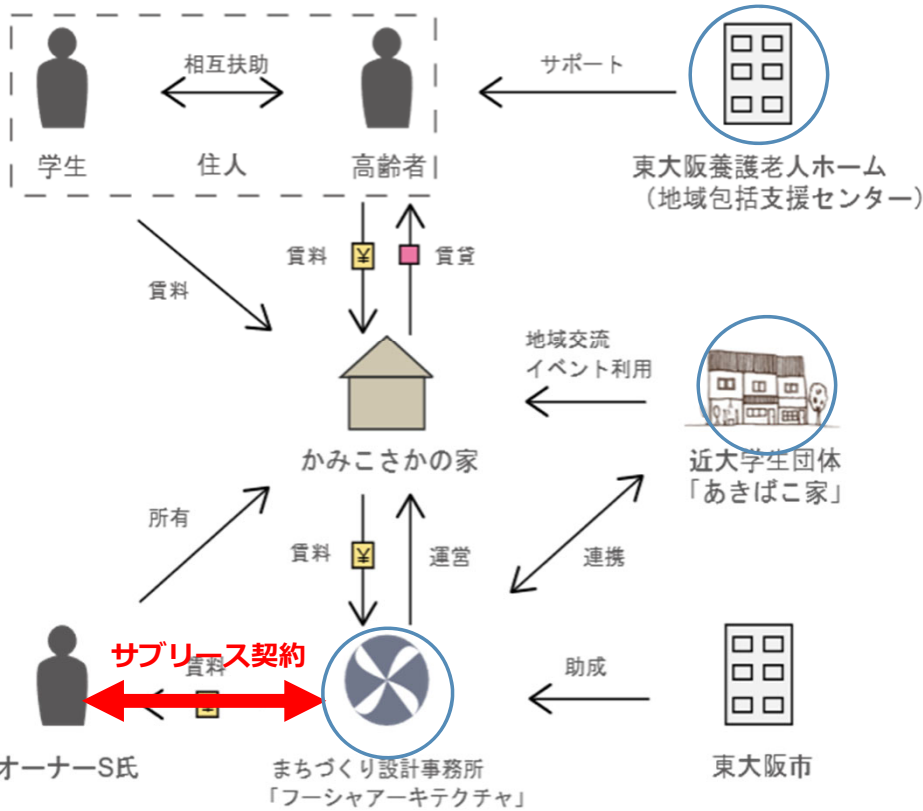 相互扶助
サポート
学生
住人
高齢者
東大阪養護老人ホーム
（地域包括支援センター）
賃料
¥
賃貸
賃料
地域交流
イベント利用
かみこさかの家
近大学生団体
「あきばこ家」
所有
賃料
¥
運営
連携
サブリース契約
賃料
¥
助成
オーナーS氏
まちづくり設計事務所
「フーシャアーキテクチャ」
東大阪市